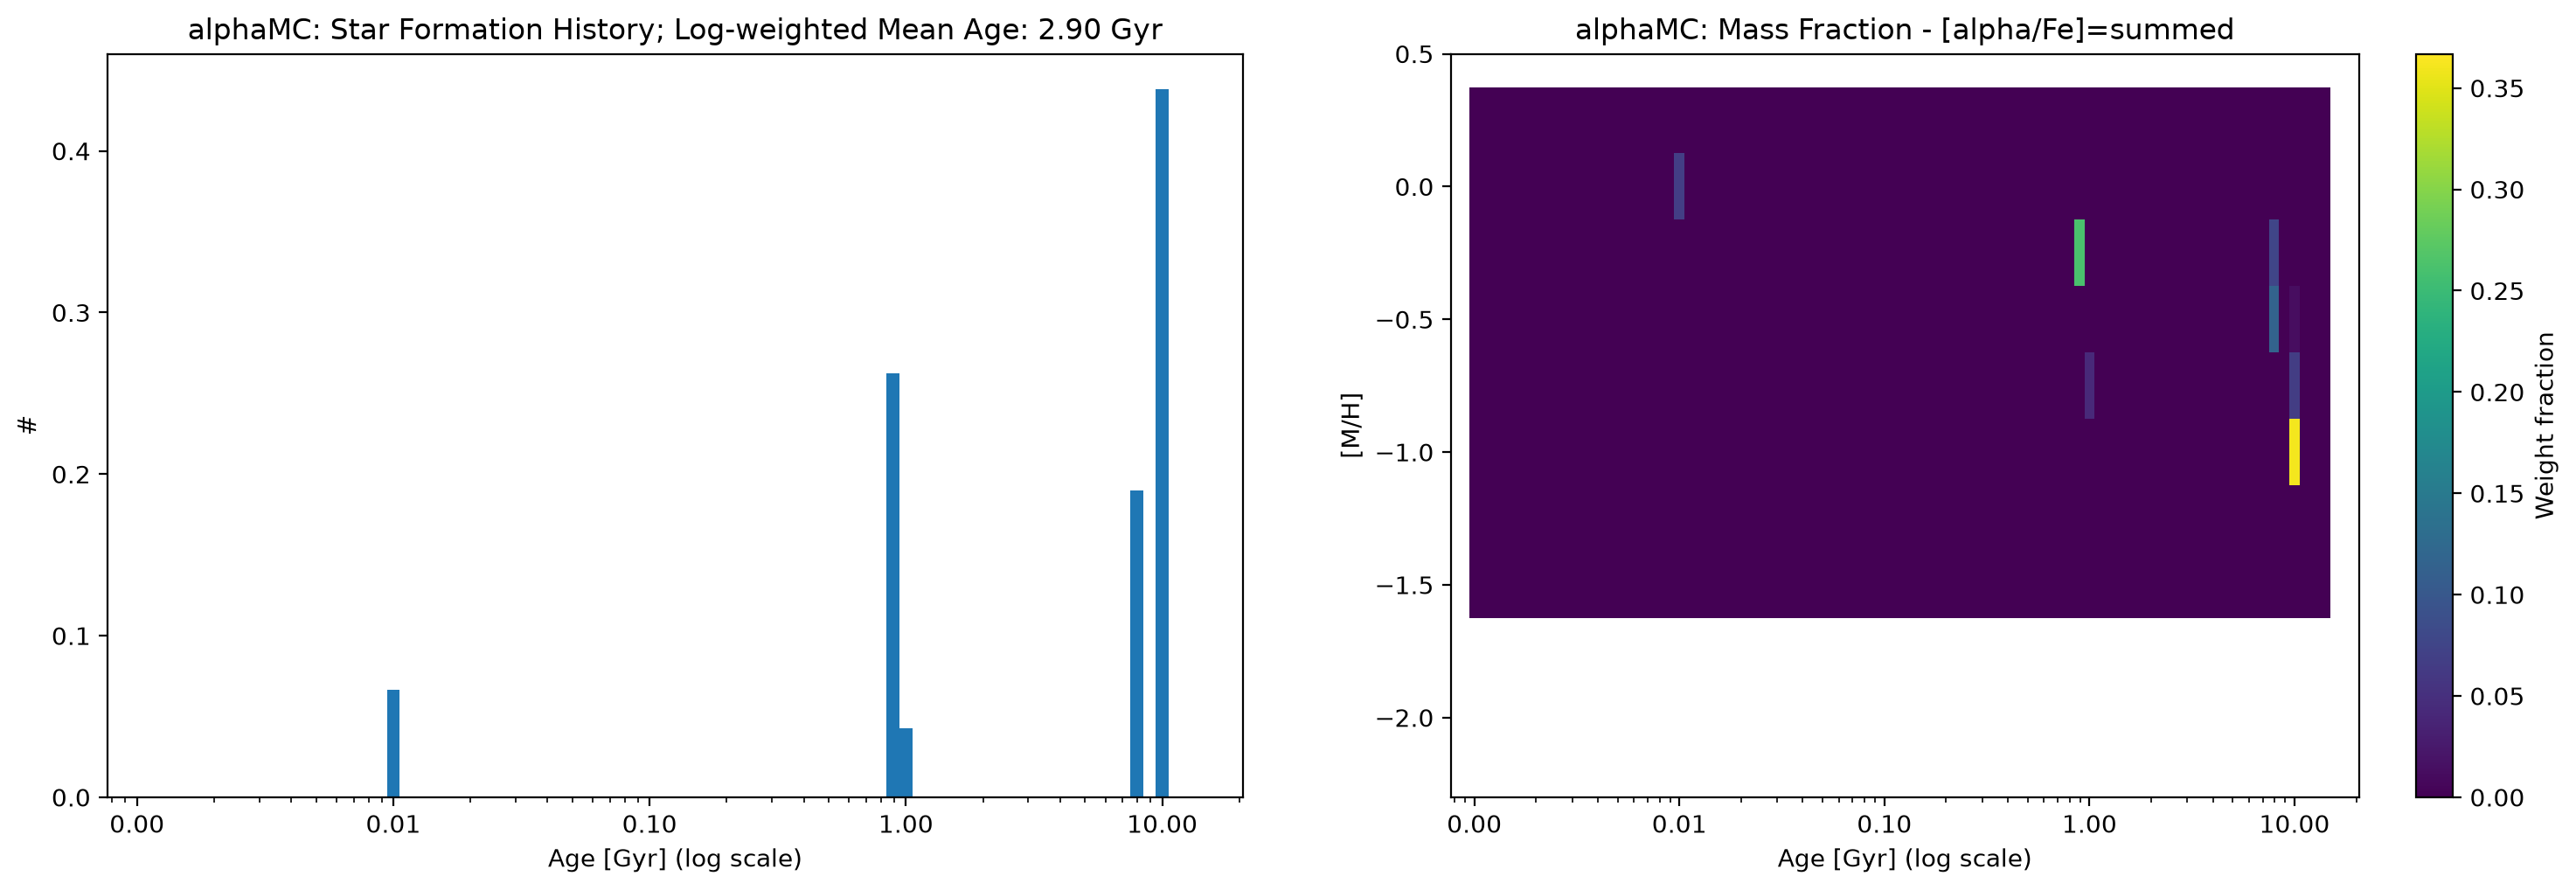 alphaMC: Star Formation History; Log-weighted Mean Age: 2.90 Gyr
#
0.4
0.3
0.2
0.1
0.0
0.00 0.01 0.10 1.00 10.00
Age [Gyr] (log scale)
alphaMC: Mass Fraction - [alpha/Fe]=summed
[M/H]
0.5
0.0
−0.5
−1.0
−1.5
−2.0
0.00 0.01 0.10 1.00 10.00
Age [Gyr] (log scale)
0.35
0.30
0.25
0.20
0.15
0.10
0.05
0.00
Weight fraction